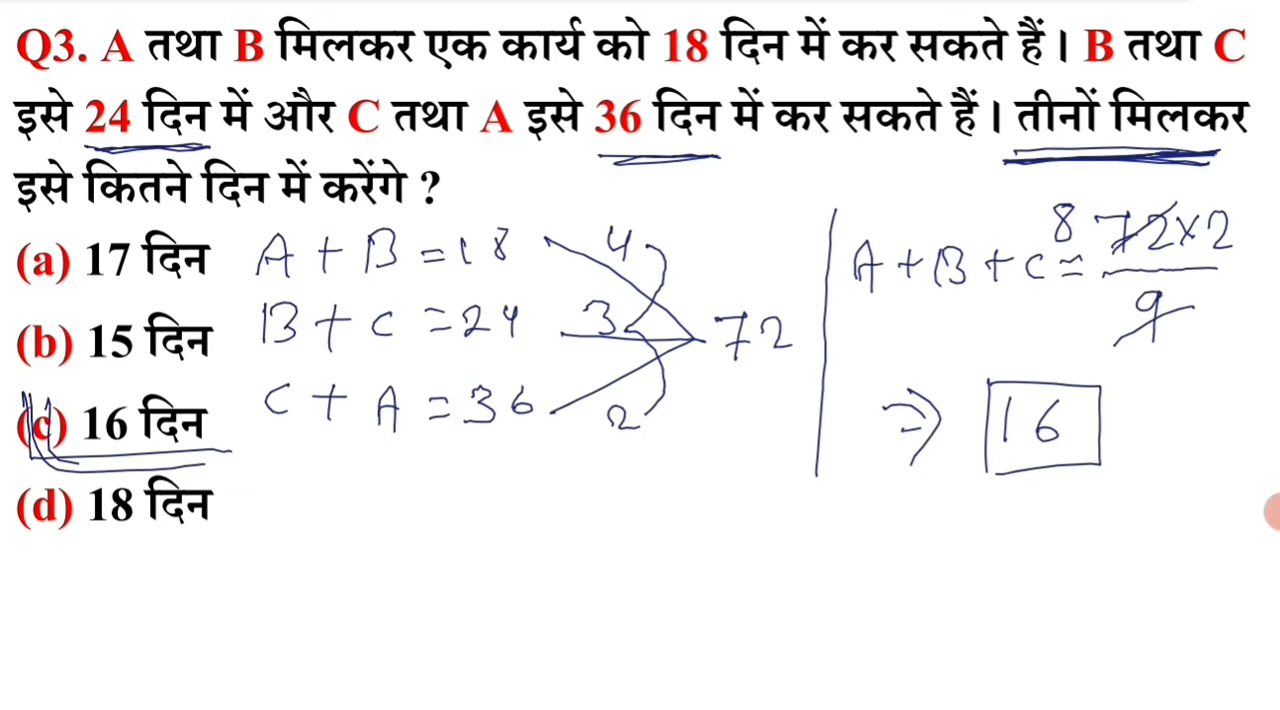 Q3. A तथा B मिलकर एक कार्य को 18 दिन में कर सकते हैं। B तथा C
इसे 24 दिन में और C तथा A इसे 36 दिन में कर सकते हैं। तीनों मिलकर
इसे कितने दिन में करेंगे ?
(a) 17 दिन
(b) 15 दिन
(c) 16 दिन
(d) 18 दिन
A + B = 18 4
B + C = 24 3 72
C + A = 36 2
8 72×2
A + B + C =
9
⇒ 16